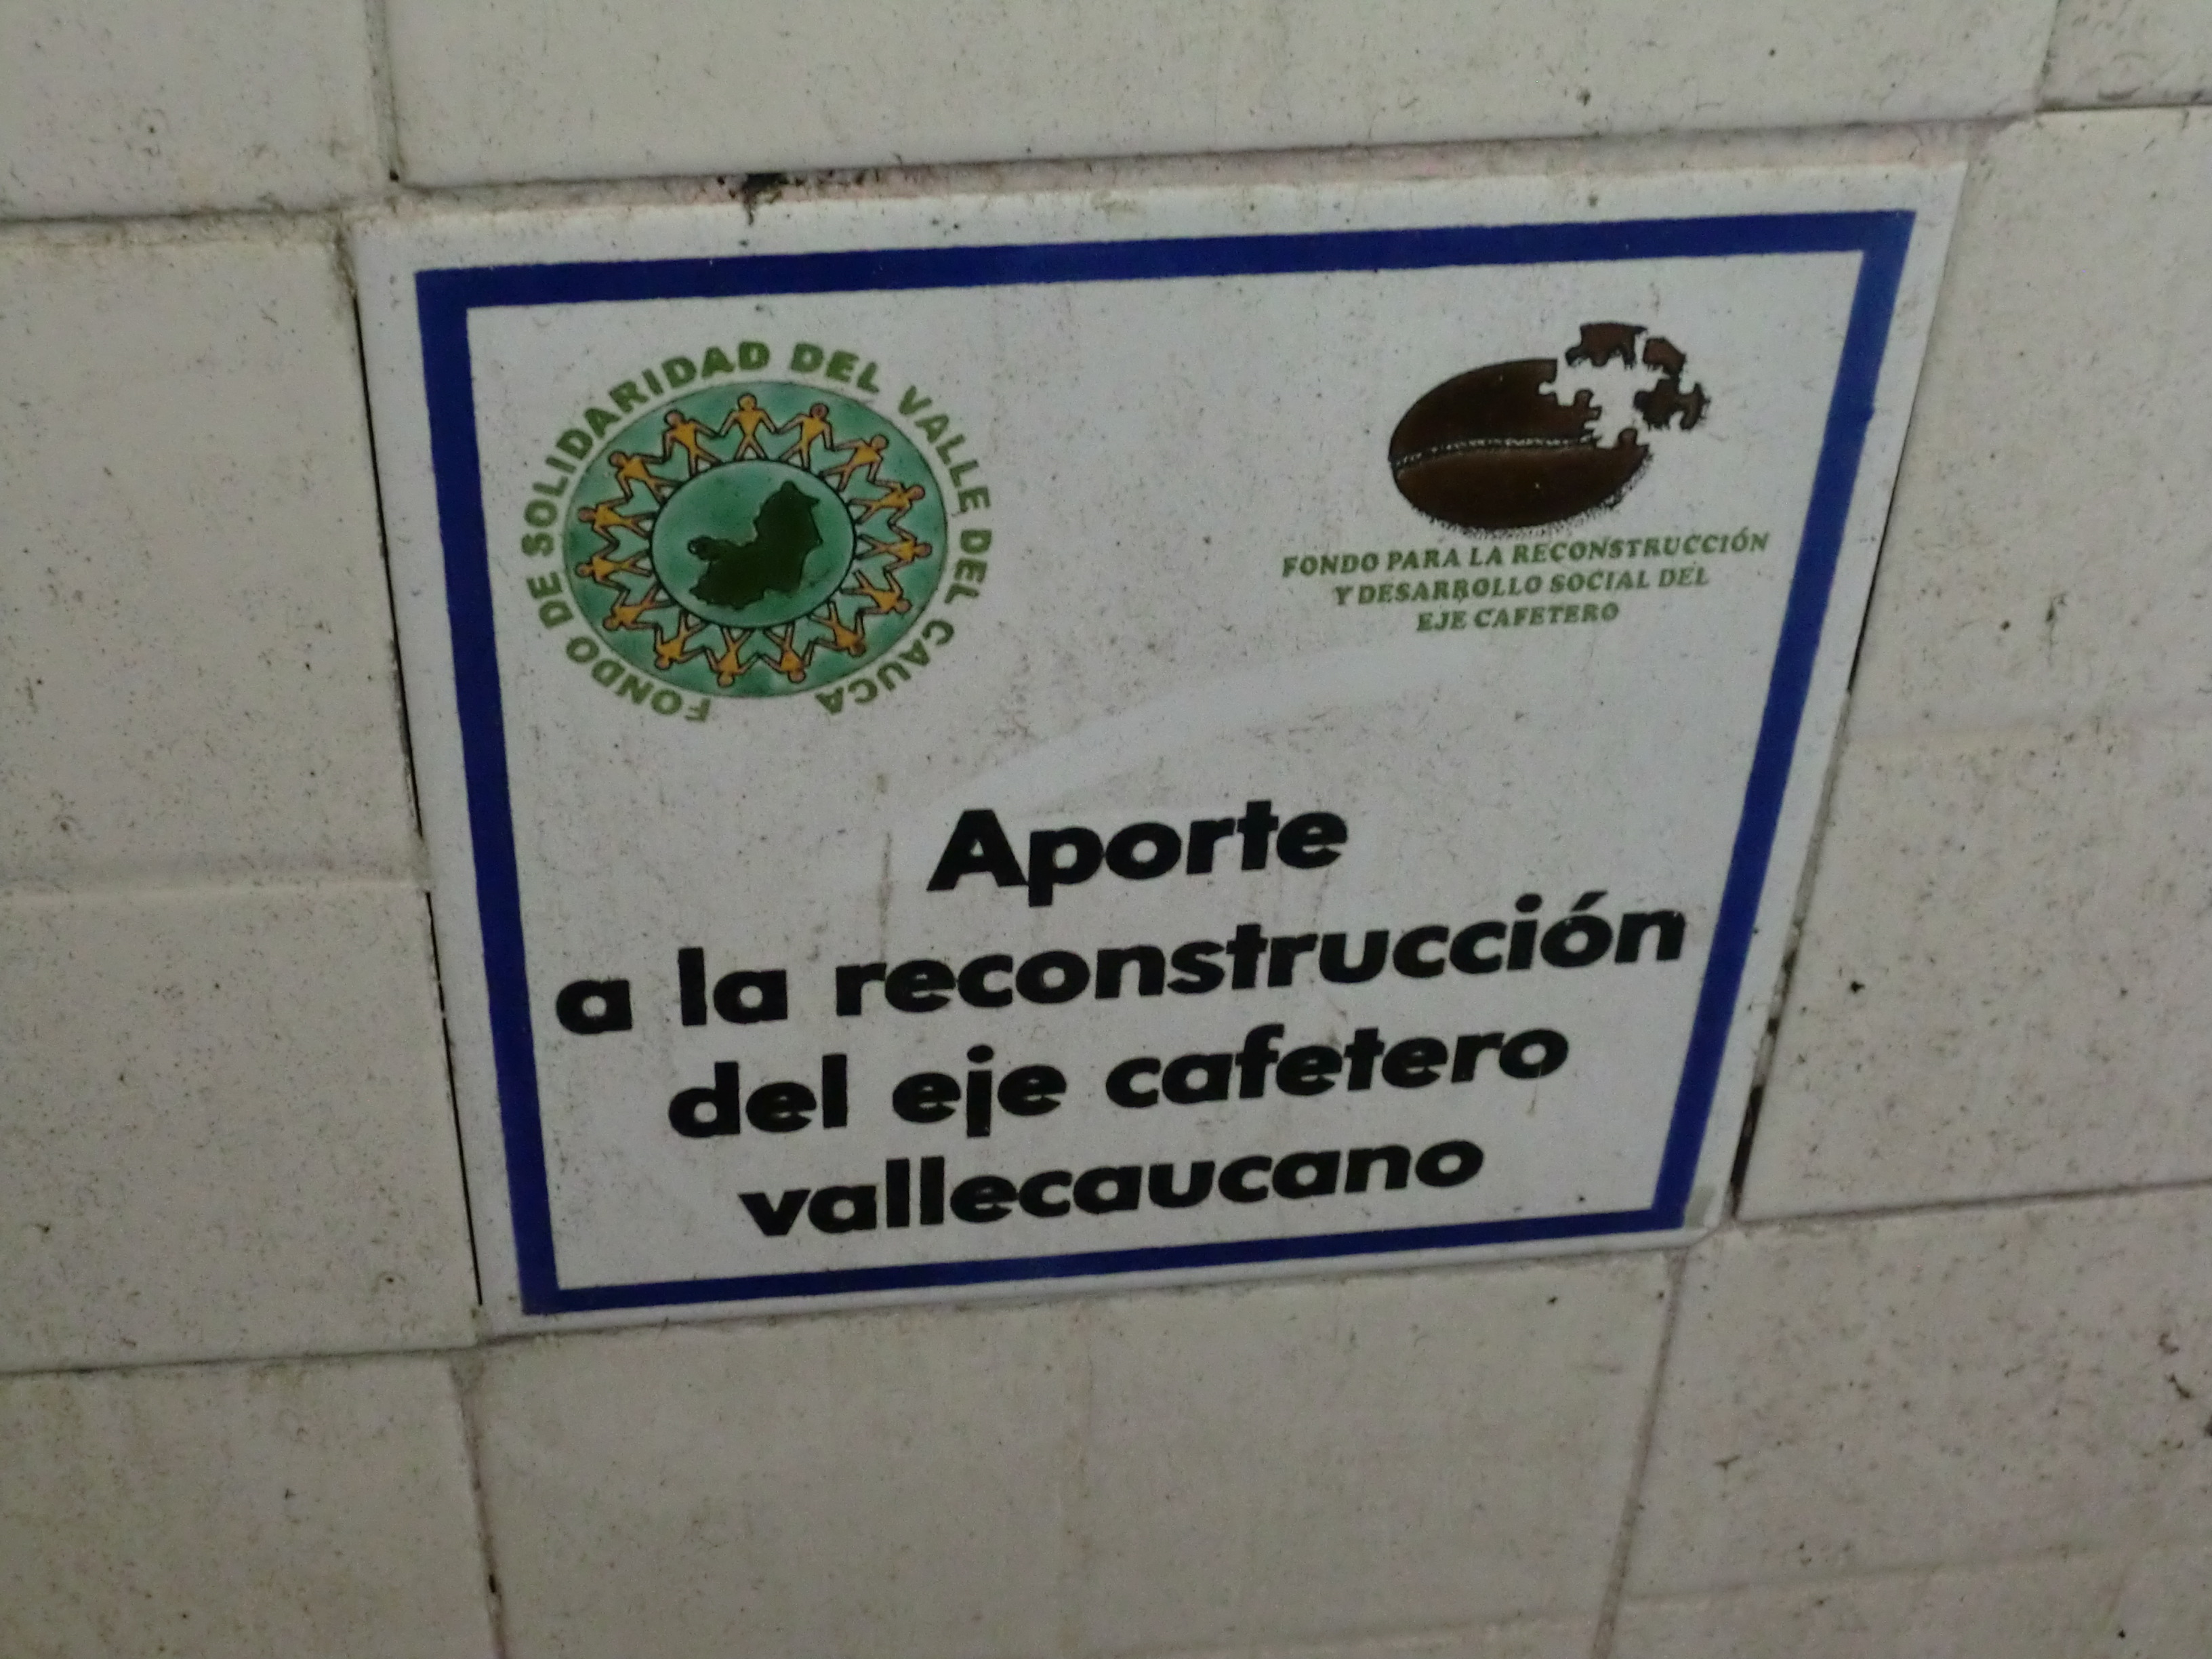 FONDO DE SOLIDARIDAD DEL VALLE DEL CAUCA
FONDO PARA LA RECONSTRUCCIÓN
Y DESARROLLO SOCIAL DEL
EJE CAFETERO
Aporte
a la reconstrucción
del eje cafetero
vallecaucano